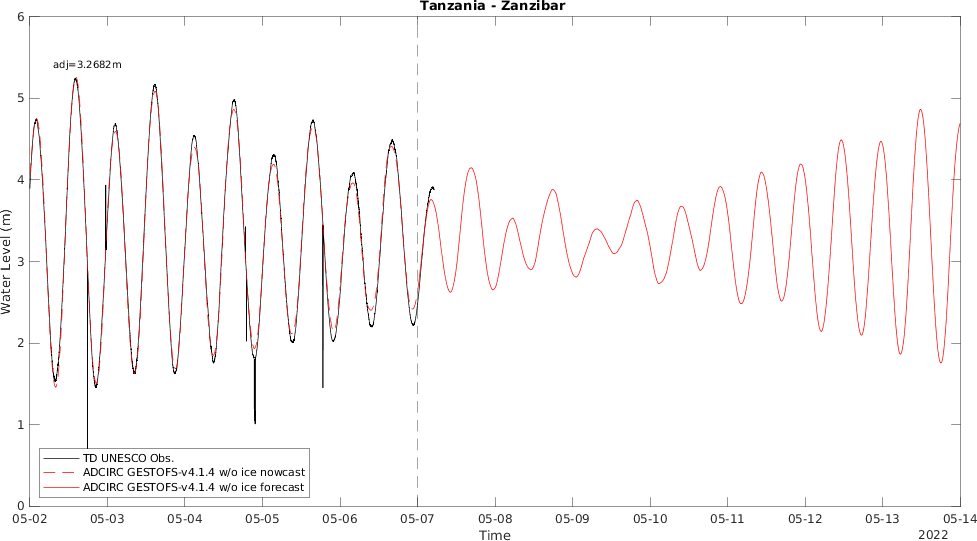 Tanzania - Zanzibar
adj=3.2682m
6
5
4
3
2
1
0
Water Level (m)
TD UNESCO Obs.
ADCIRC GESTOFS-v4.1.4 w/o ice nowcast
ADCIRC GESTOFS-v4.1.4 w/o ice forecast
05-02 05-03 05-04 05-05 05-06 05-07 05-08 05-09 05-10 05-11 05-12 05-13 05-14
Time
2022